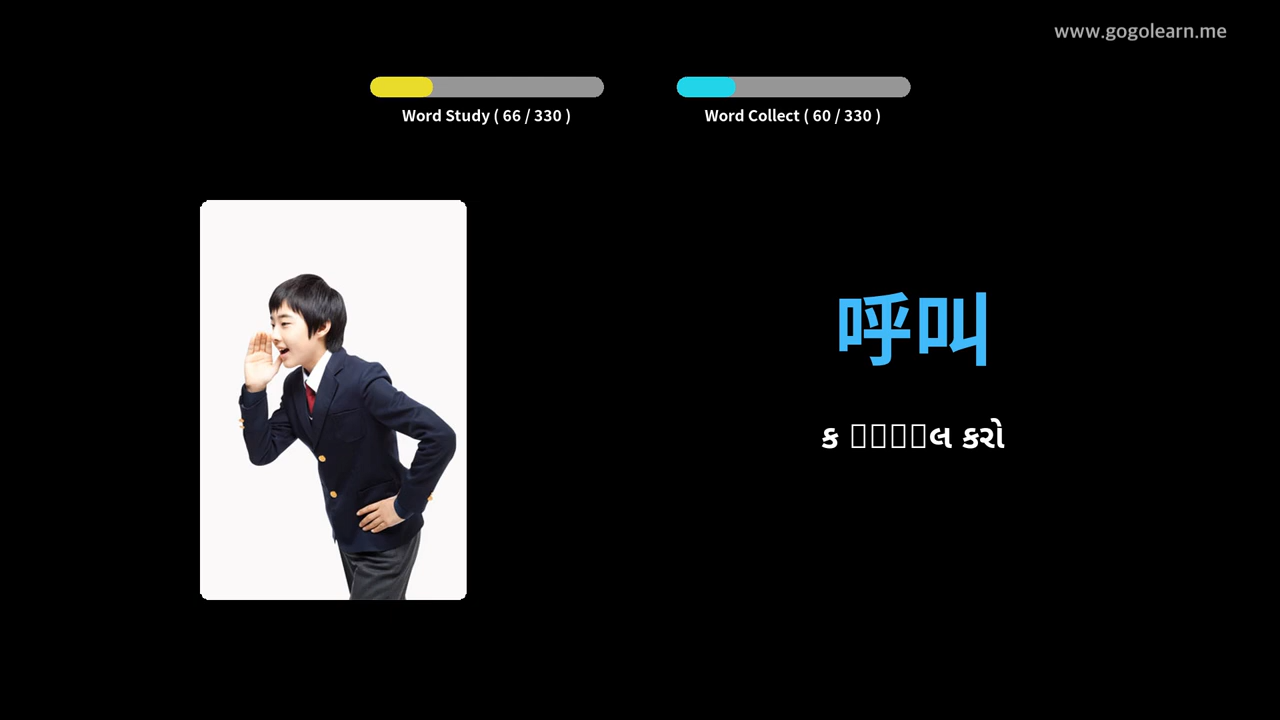 www.gogolearn.me
Word Study ( 66 / 330 )
Word Collect ( 60 / 330 )
呼叫
ક કરો